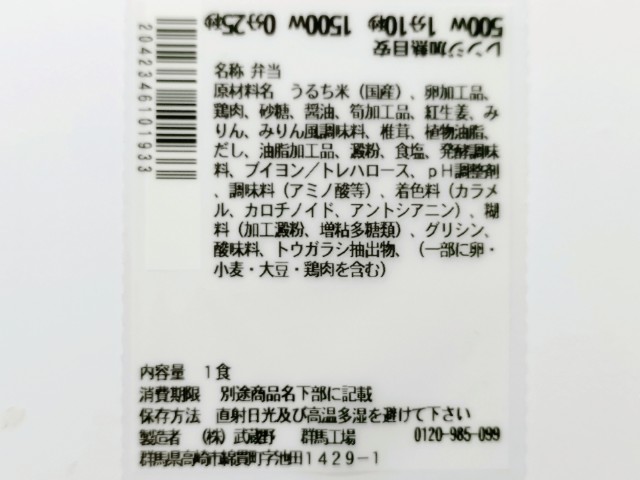 レンジ加熱目安
500W 1分10秒 1500W 0分25秒
2042346101933
名称 弁当
原材料名 うるち米（国産）、卵加工品、
鶏肉、砂糖、醤油、筍加工品、紅生姜、み
りん、みりん風調味料、椎茸、植物油脂、
だし、油脂加工品、澱粉、食塩、発酵調味
料、ブイヨン／トレハロース、ｐＨ調整剤
、調味料（アミノ酸等）、着色料（カラメ
ル、カロチノイド、アントシアニン）、糊
料（加工澱粉、増粘多糖類）、グリシン、
酸味料、トウガラシ抽出物、（一部に卵・
小麦・大豆・鶏肉を含む）
内容量 １食
消費期限 別途商品名下部に記載
保存方法 直射日光及び高温多湿を避けて下さい
製造者 （株）武蔵野 群馬工場 0120-985-099
群馬県高崎市綿貫町字池田１４２９－１